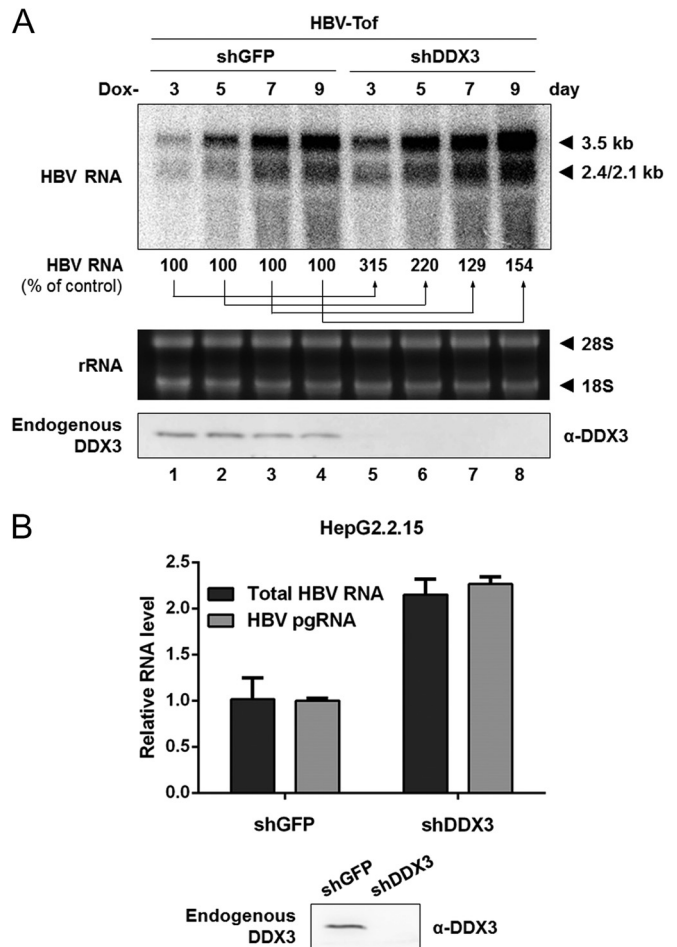 A
HBV-Tof
shGFP shDDX3
Dox- 3 5 7 9 3 5 7 9 day
3.5 kb
HBV RNA
2.4/2.1 kb
HBV RNA 100 100 100 100 315 220 129 154
(% of control)
28S
rRNA
18S
Endogenous
DDX3 α-DDX3
1 2 3 4 5 6 7 8
B
HepG2.2.15
Relative RNA level
2.5
2.0
1.5
1.0
0.5
0.0
Total HBV RNA
HBV pgRNA
shGFP shDDX3
shGFP shDDX3
Endogenous
DDX3 α-DDX3